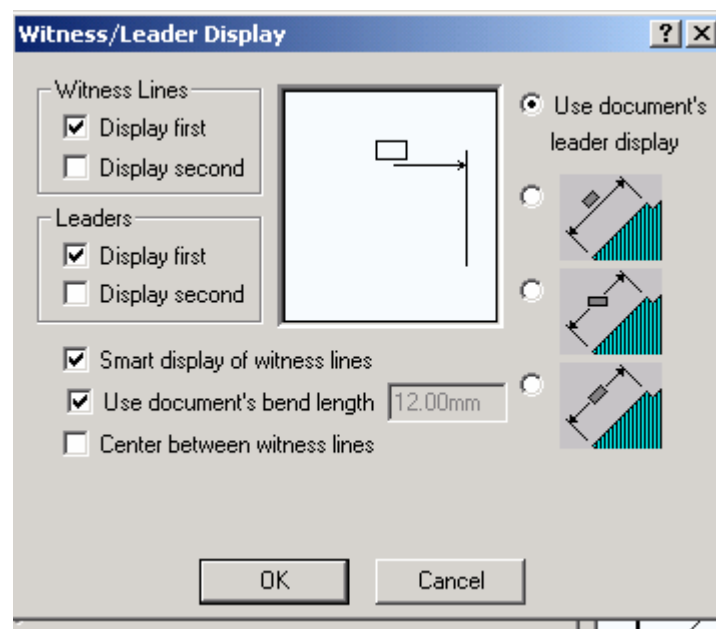 Witness/Leader Display
Witness Lines
Display first
Display second
Leaders
Display first
Display second
Smart display of witness lines
Use document's bend length 12.00mm
Center between witness lines
Use document's
leader display
OK
Cancel